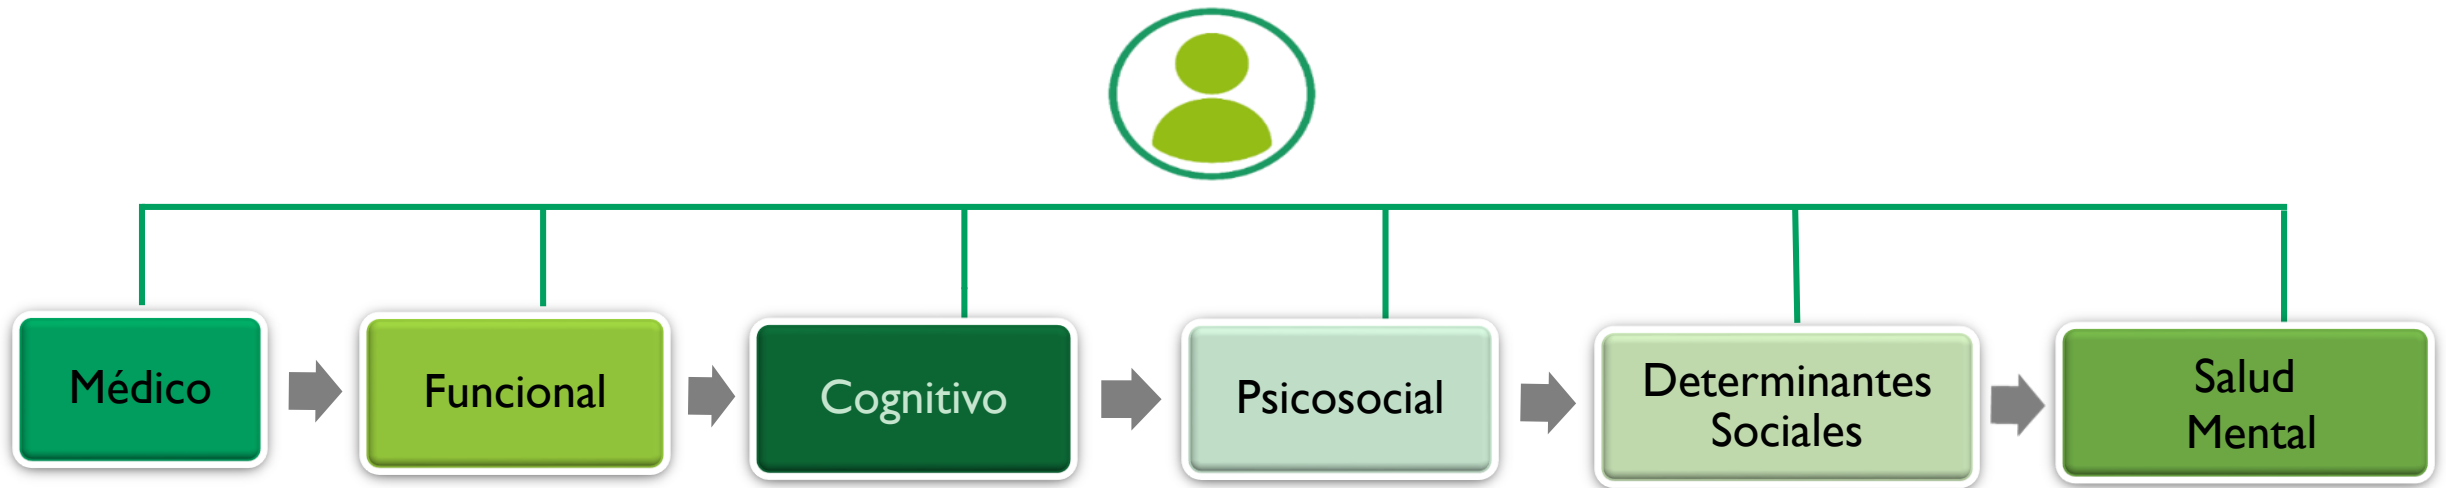 Médico
Funcional
Cognitivo
Psicosocial
Determinantes
Sociales
Salud
Mental